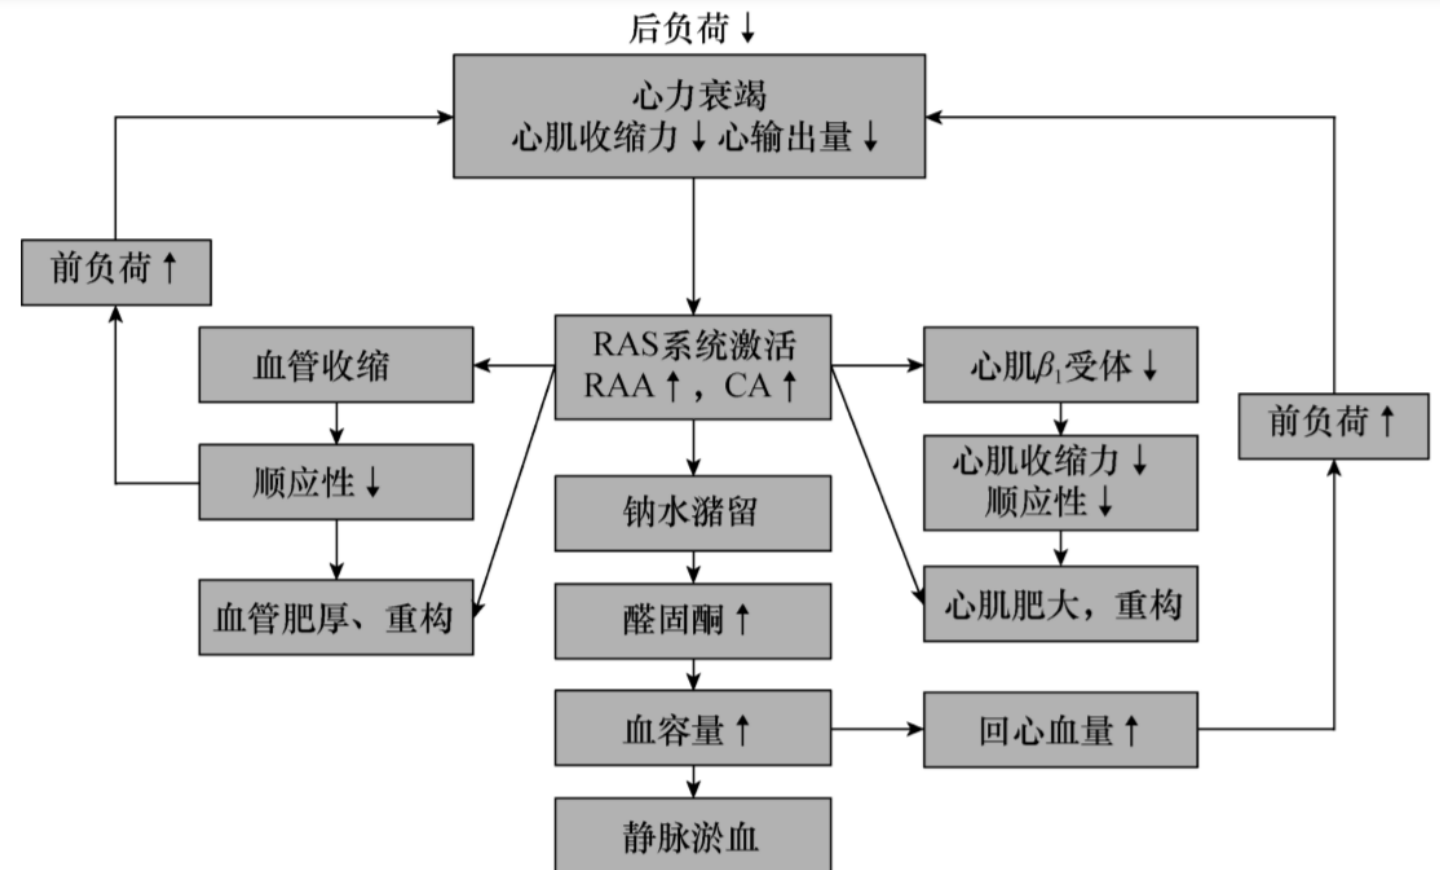 后负荷↓
心力衰竭
心肌收缩力↓心输出量↓
前负荷↑
血管收缩
顺应性↓
血管肥厚、重构
RAS系统激活
RAA↑，CA↑
钠水潴留
醛固酮↑
血容量↑
静脉淤血
心肌β₁受体↓
心肌收缩力↓
顺应性↓
心肌肥大，重构
回心血量↑
前负荷↑